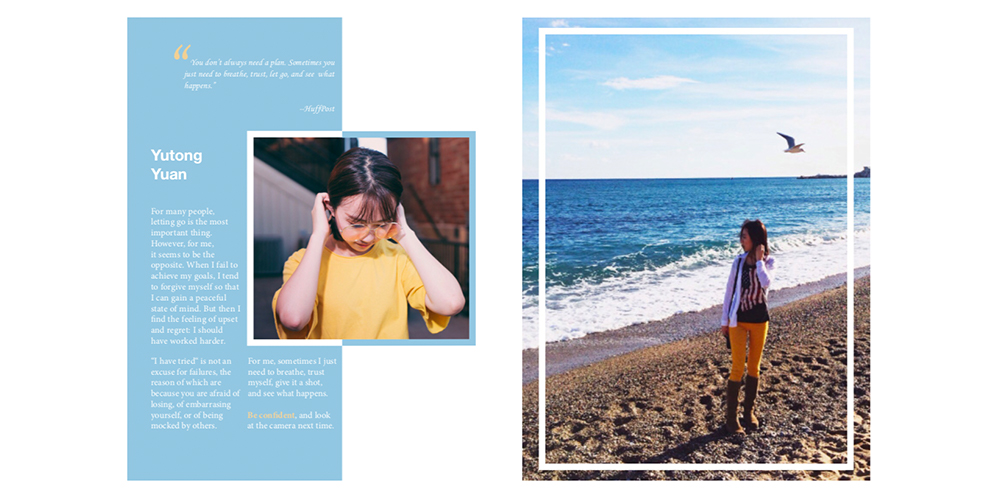 “ You don't always need a plan. Sometimes you
just need to breathe, trust, let go, and see what
happens.”
–HuffPost
Yutong
Yuan
For many people,
letting go is the most
important thing.
However, for me,
it seems to be the
opposite. When I fail to
achieve my goals, I tend
to forgive myself so that
I can gain a peaceful
state of mind. But then I
find the feeling of upset
and regret: I should
have worked harder.
"I have tried" is not an
excuse for failures, the
reason of which are
because you are afraid of
losing, of embarrasing
yourself, or of being
mocked by others.
For me, sometimes I just
need to breathe, trust
myself, give it a shot,
and see what happens.
Be confident, and look
at the camera next time.